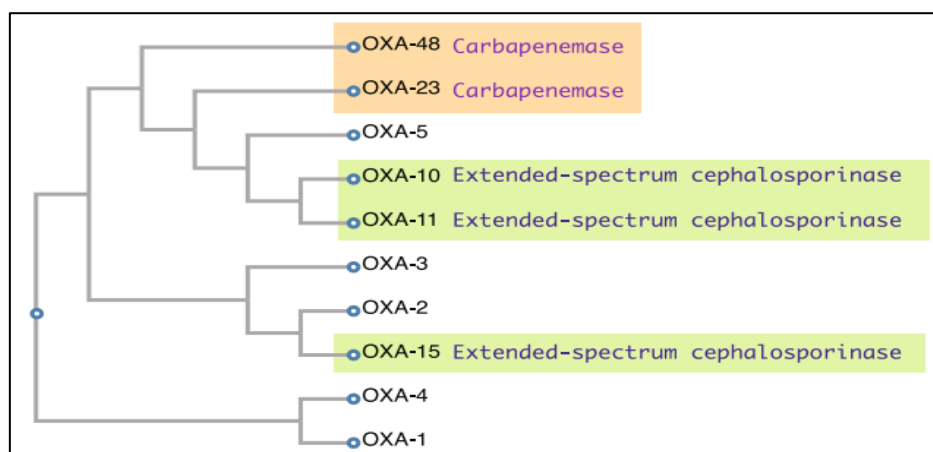 OXA-48 Carbapenemase
OXA-23 Carbapenemase
OXA-5
OXA-10 Extended-spectrum cephalosporinase
OXA-11 Extended-spectrum cephalosporinase
OXA-3
OXA-2
OXA-15 Extended-spectrum cephalosporinase
OXA-4
OXA-1